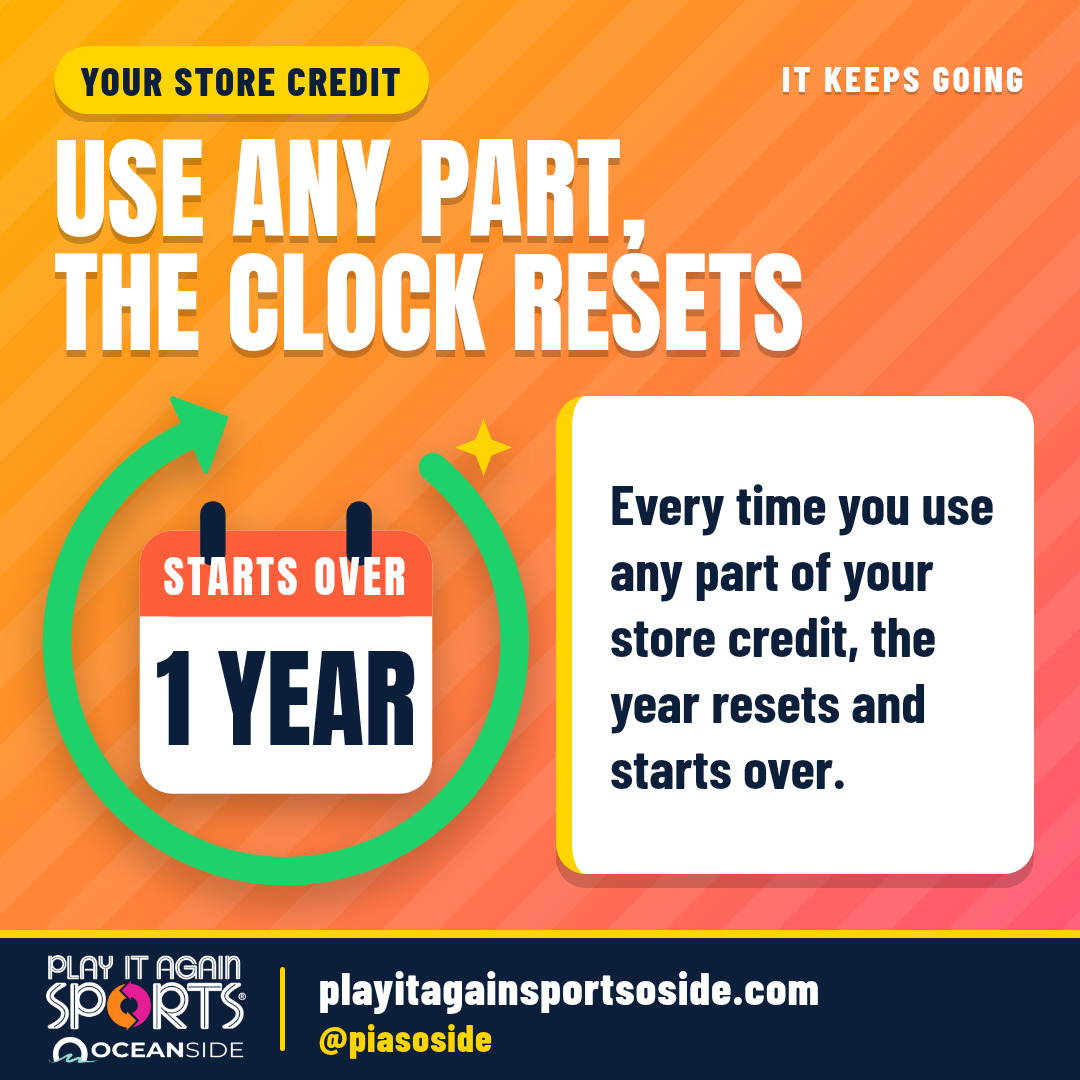 YOUR STORE CREDIT
IT KEEPS GOING
USE ANY PART,
THE CLOCK RESETS
STARTS OVER
1 YEAR
Every time you use
any part of your
store credit, the
year resets and
starts over.
PLAY IT AGAIN
SPORTS®
OCEANSIDE
playitagainsportsoside.com
@piasoside